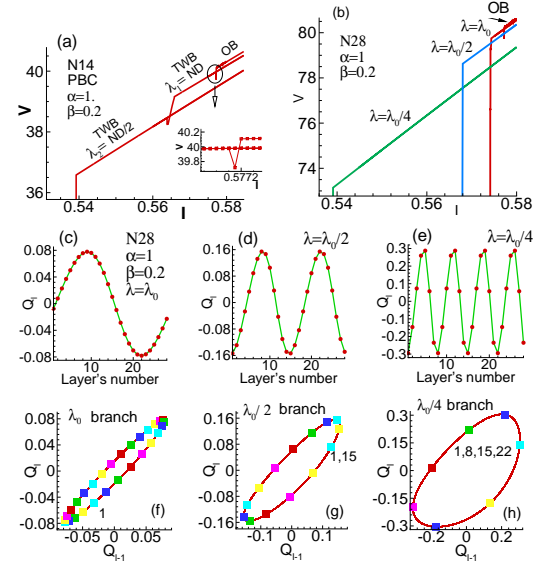 (a)
N14
PBC
α=1.
β=0.2
TWB
λ₁= ND
OB
TWB
λ₂= ND/2
40.2
40
39.8
V
0.5772
I
40
38
36
V
0.54
0.56
0.58
I
(b)
N28
α=1
β=0.2
OB
λ=λ₀
λ=λ₀/2
λ=λ₀/4
80
78
76
74
V
0.54
0.56
0.58
I
(c)
N28
α=1
β=0.2
λ=λ₀
0.08
0.04
0
-0.04
-0.08
Qₗ
10
20
Layer's number
(d)
λ=λ₀/2
0.16
0.08
0
-0.08
-0.16
10
20
Layer's number
(e)
λ=λ₀/4
0.3
0.2
0.1
0
-0.1
-0.2
-0.3
Qₗ
10
20
Layer's number
λ₀ branch
0.08
0.04
0
-0.04
-0.08
Qₗ
1
(f)
-0.05
0.00
0.05
Qₗ₋₁
λ₀/ 2 branch
0.16
0.08
0
-0.08
-0.16
Qₗ
1,15
(g)
-0.1
0
0.1
Qₗ₋₁
λ₀/4 branch
0.3
0.15
0
-0.15
-0.3
Qₗ
1,8,15,22
(h)
-0.2
0
0.2
Qₗ₋₁